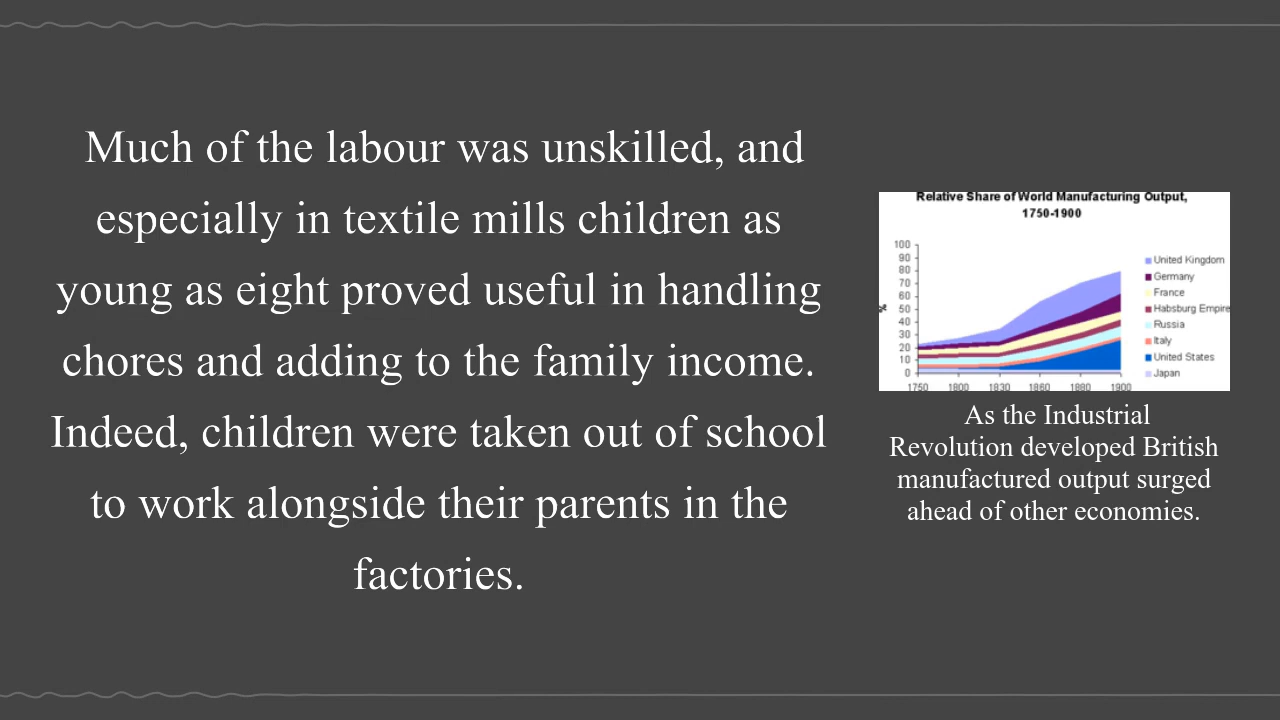 Much of the labour was unskilled, and
especially in textile mills children as
young as eight proved useful in handling
chores and adding to the family income.
Indeed, children were taken out of school
to work alongside their parents in the
factories.
Relative Share of World Manufacturing Output,
1750-1900
%
100
90
80
70
60
50
40
30
20
10
0
1750 1800 1830 1860 1880 1900
United Kingdom
Germany
France
Habsburg Empire
Russia
Italy
United States
Japan
As the Industrial
Revolution developed British
manufactured output surged
ahead of other economies.